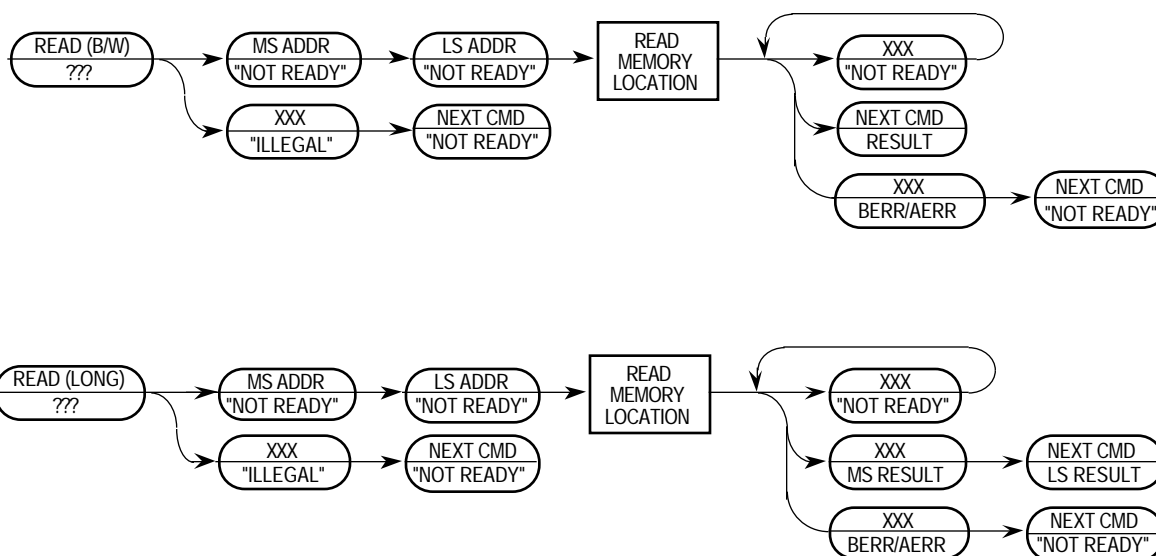 READ (B/W)
???
MS ADDR
"NOT READY"
LS ADDR
"NOT READY"
READ
MEMORY
LOCATION
XXX
"NOT READY"
XXX
"ILLEGAL"
NEXT CMD
"NOT READY"
NEXT CMD
RESULT
XXX
BERR/AERR
NEXT CMD
"NOT READY"
READ (LONG)
???
MS ADDR
"NOT READY"
LS ADDR
"NOT READY"
READ
MEMORY
LOCATION
XXX
"NOT READY"
XXX
"ILLEGAL"
NEXT CMD
"NOT READY"
XXX
MS RESULT
NEXT CMD
LS RESULT
XXX
BERR/AERR
NEXT CMD
"NOT READY"